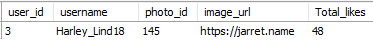 user_id username photo_id image_url Total_likes
3 Harley_Lind18 145 https://jarret.name 48